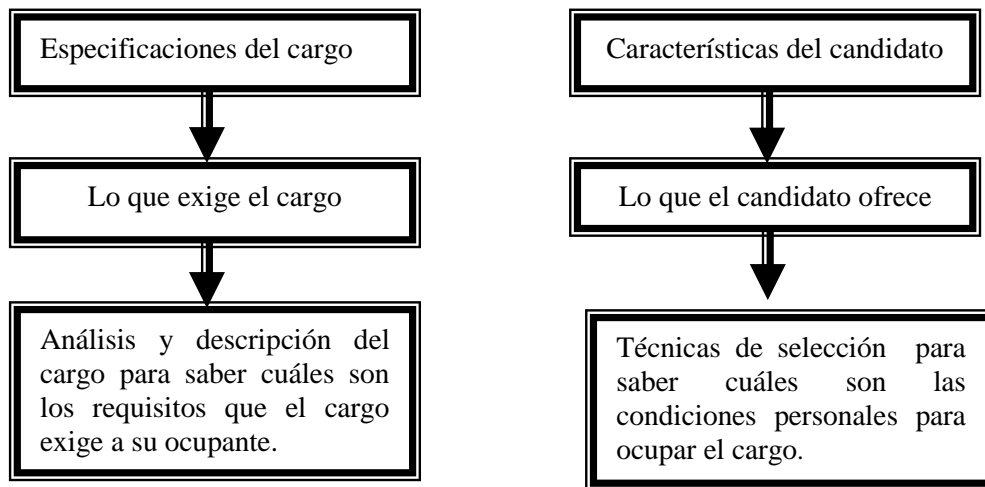 Especificaciones del cargo
Lo que exige el cargo
Análisis y descripción del
cargo para saber cuáles son
los requisitos que el cargo
exige a su ocupante.
Características del candidato
Lo que el candidato ofrece
Técnicas de selección para
saber cuáles son las
condiciones personales para
ocupar el cargo.